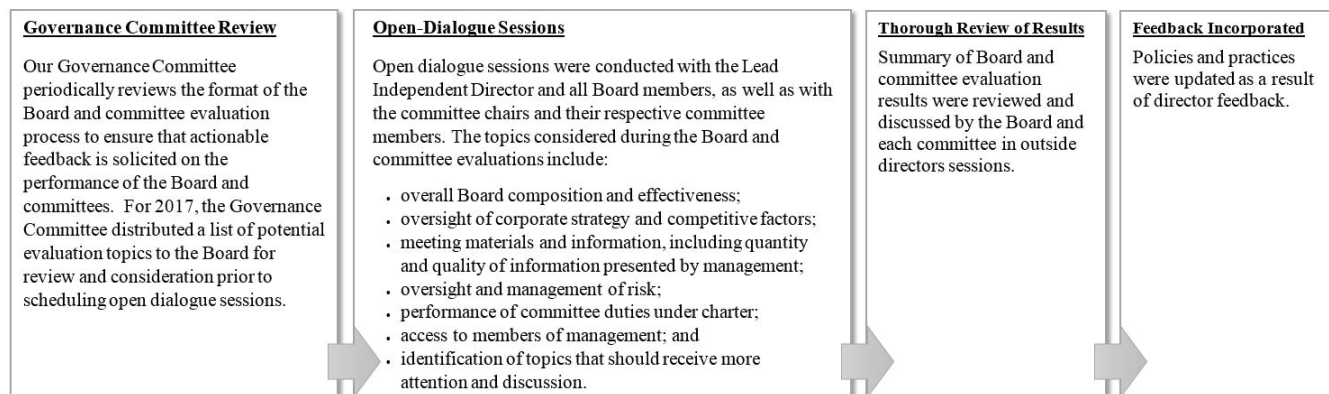 Governance Committee Review
Our Governance Committee
periodically reviews the format of the
Board and committee evaluation
process to ensure that actionable
feedback is solicited on the
performance of the Board and
committees.  For 2017, the Governance
Committee distributed a list of potential
evaluation topics to the Board for
review and consideration prior to
scheduling open dialogue sessions.
Open-Dialogue Sessions
Open dialogue sessions were conducted with the Lead
Independent Director and all Board members, as well as with
the committee chairs and their respective committee
members. The topics considered during the Board and
committee evaluations include:
• overall Board composition and effectiveness;
• oversight of corporate strategy and competitive factors;
• meeting materials and information, including quantity
and quality of information presented by management;
• oversight and management of risk;
• performance of committee duties under charter;
• access to members of management; and
• identification of topics that should receive more
attention and discussion.
Thorough Review of Results
Summary of Board and
committee evaluation
results were reviewed and
discussed by the Board and
each committee in outside
directors sessions.
Feedback Incorporated
Policies and practices
were updated as a result
of director feedback.